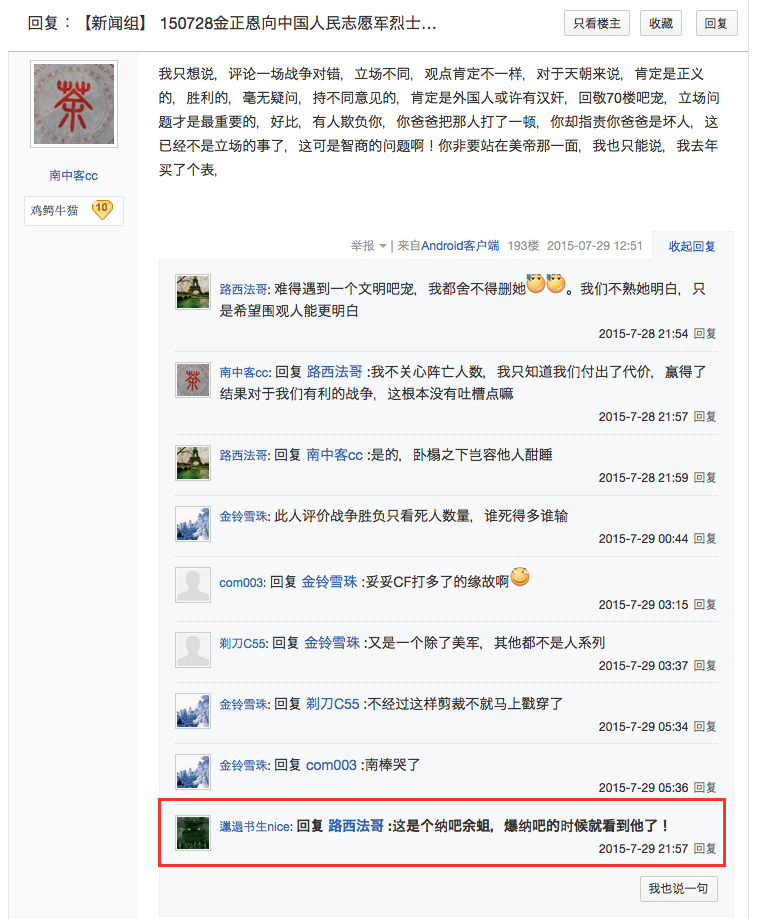 回复：【新闻组】 150728金正恩向中国人民志愿军烈士…
只看楼主
收藏
回复
茶
南中客cc
鸡鳄牛猫 10
我只想说，评论一场战争对错，立场不同，观点肯定不一样，对于天朝来说，肯定是正义
的，胜利的，毫无疑问，持不同意见的，肯定是外国人或许有汉奸，回敬70楼吧宠，立场问
题才是最重要的，好比，有人欺负你，你爸爸把那人打了一顿，你却指责你爸爸是坏人，这
已经不是立场的事了，这可是智商的问题啊！你非要站在美帝那一面，我也只能说，我去年
买了个表，
举报 | 来自Android客户端 193楼 2015-07-29 12:51 收起回复
路西法哥: 难得遇到一个文明吧宠，我都舍不得删她。我们不熟她明白，只
是希望围观人能更明白
2015-7-28 21:54 回复
南中客cc: 回复 路西法哥 :我不关心阵亡人数，我只知道我们付出了代价，赢得了
结果对于我们有利的战争，这根本没有吐槽点嘛
2015-7-28 21:57 回复
路西法哥: 回复 南中客cc :是的，卧榻之下岂容他人酣睡
2015-7-28 21:59 回复
金铃雪珠: 此人评价战争胜负只看死人数量，谁死得多谁输
2015-7-29 00:44 回复
com003: 回复 金铃雪珠 :妥妥CF打多了的缘故啊
2015-7-29 03:15 回复
剃刀C55: 回复 金铃雪珠 :又是一个除了美军，其他都不是人系列
2015-7-29 03:37 回复
金铃雪珠: 回复 剃刀C55 :不经过这样剪裁不就马上戳穿了
2015-7-29 05:34 回复
金铃雪珠: 回复 com003 :南棒哭了
2015-7-29 05:36 回复
邋遢书生nice: 回复 路西法哥 :这是个纳吧余蛆，爆纳吧的时候就看到他了！
2015-7-29 21:57 回复
我也说一句